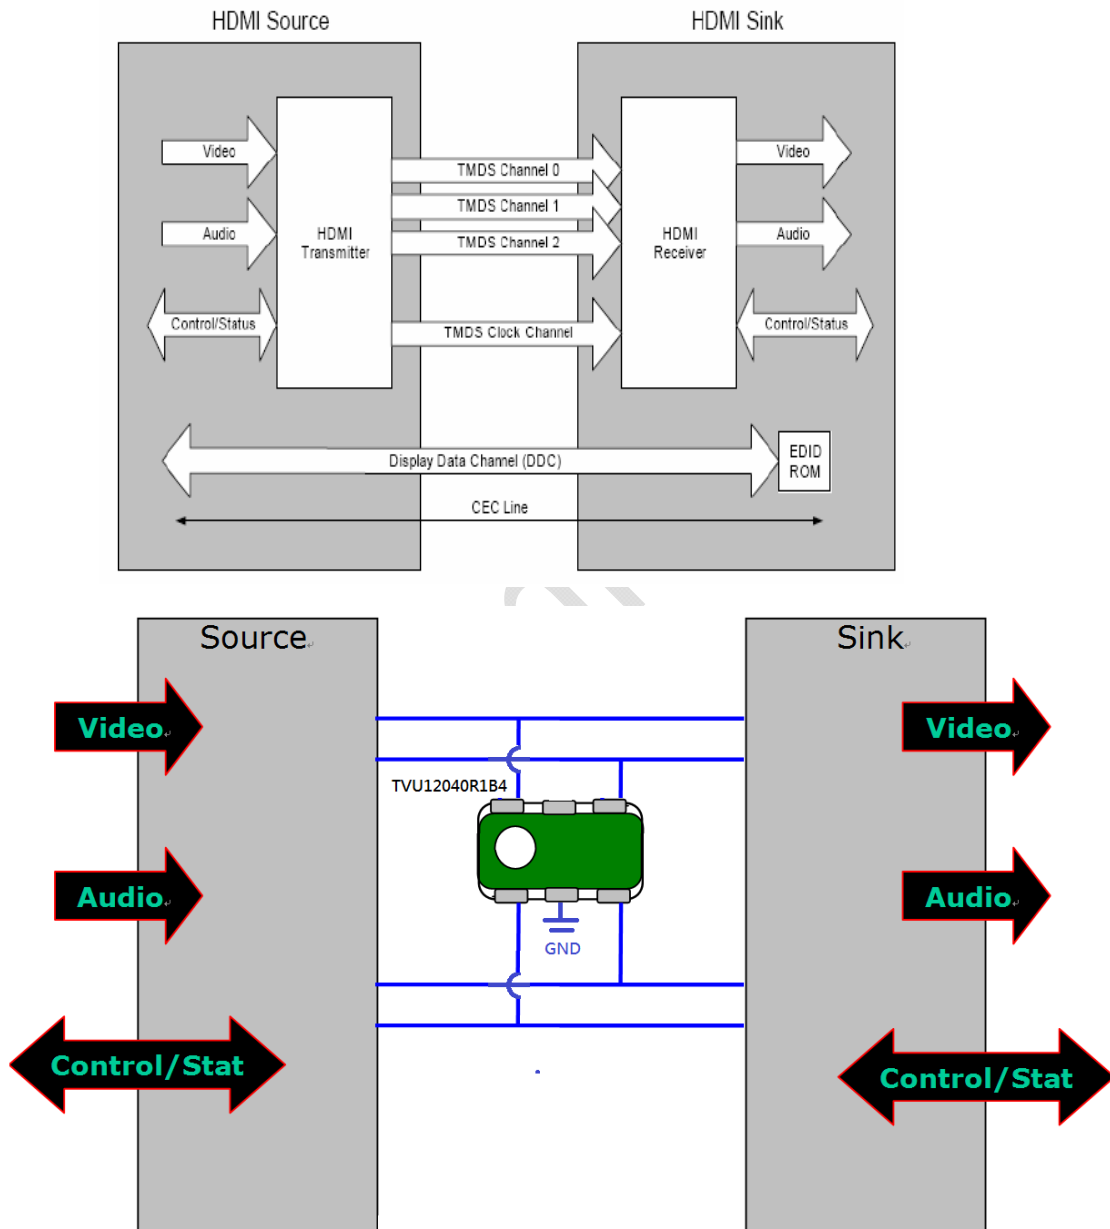 HDMI Source
HDMI Sink
Video
TMDS Channel 0
Video
TMDS Channel 1
Audio
HDMI
Transmitter
TMDS Channel 2
HDMI
Receiver
Audio
Control/Status
TMDS Clock Channel
Control/Status
Display Data Channel (DDC)
EDID
ROM
CEC Line
Source
Sink
Video
Video
TVU12040R1B4
Audio
Audio
GND
Control/Stat
Control/Stat